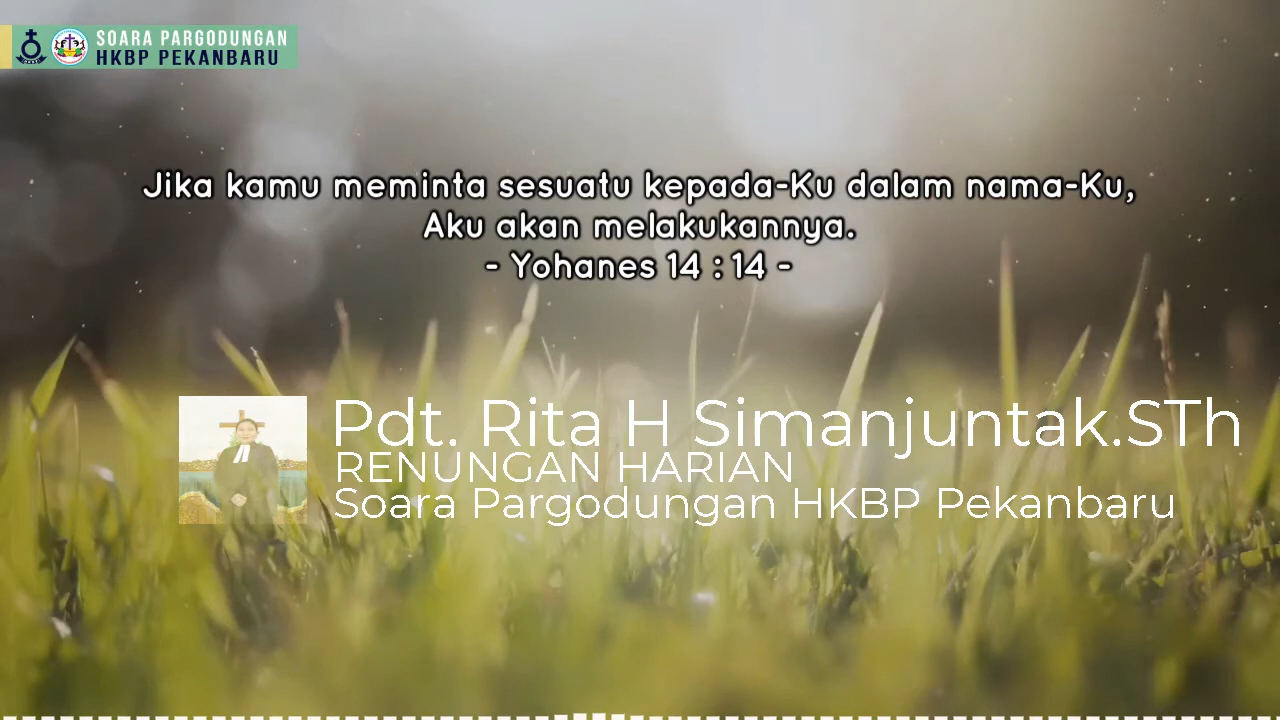 SOARA PARGODUNGAN
HKBP PEKANBARU
Jika kamu meminta sesuatu kepada-Ku dalam nama-Ku,
Aku akan melakukannya.
- Yohanes 14 : 14 -
Pdt. Rita H Simanjuntak.STh
RENUNGAN HARIAN
Soara Pargodungan HKBP Pekanbaru